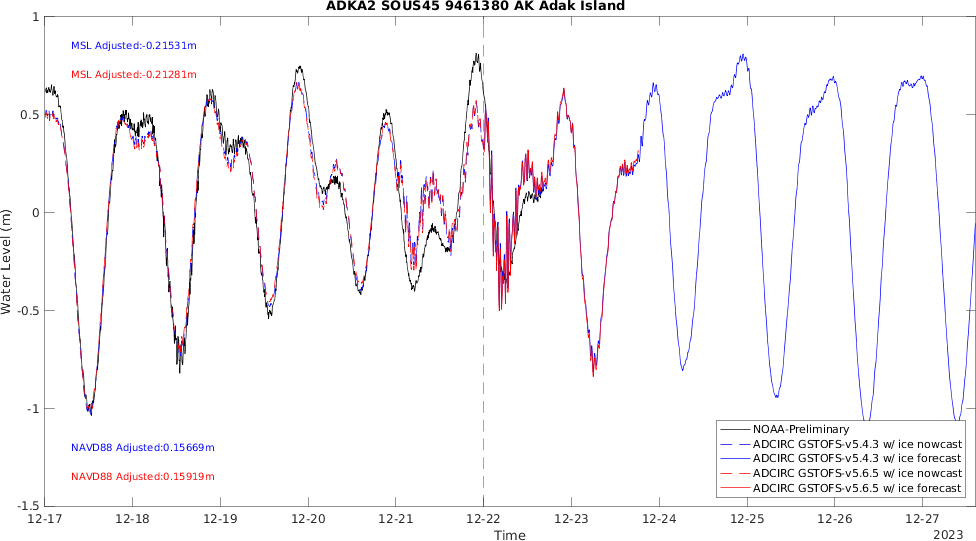 ADKA2 SOUS45 9461380 AK Adak Island
1
0.5
0
-0.5
-1
-1.5
Water Level (m)
MSL Adjusted:-0.21531m
MSL Adjusted:-0.21281m
NAVD88 Adjusted:0.15669m
NAVD88 Adjusted:0.15919m
NOAA-Preliminary
ADCIRC GSTOFS-v5.4.3 w/ ice nowcast
ADCIRC GSTOFS-v5.4.3 w/ ice forecast
ADCIRC GSTOFS-v5.6.5 w/ ice nowcast
ADCIRC GSTOFS-v5.6.5 w/ ice forecast
12-17 12-18 12-19 12-20 12-21 12-22 12-23 12-24 12-25 12-26 12-27
Time
2023